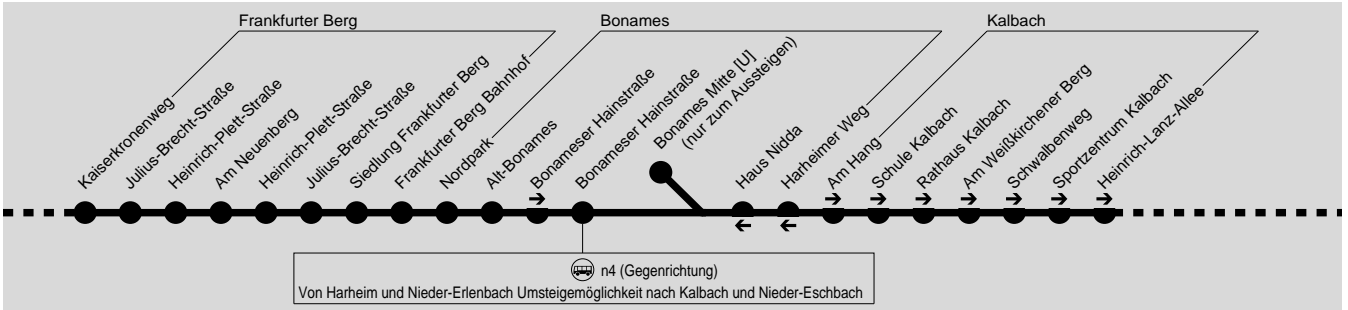 Frankfurter Berg
Bonames
Kalbach
Kaiserkronenweg
Julius-Brecht-Straße
Heinrich-Plett-Straße
Am Neuenberg
Heinrich-Plett-Straße
Julius-Brecht-Straße
Siedlung Frankfurter Berg
Frankfurter Berg Bahnhof
Nordpark
Alt-Bonames
Bonameser Hainstraße
Bonameser Hainstraße
Bonames Mitte [U]
(nur zum Aussteigen)
Haus Nidda
Harheimer Weg
Am Hang
Schule Kalbach
Rathaus Kalbach
Am Weißkirchener Berg
Schwalbenweg
Sportzentrum Kalbach
Heinrich-Lanz-Allee
n4 (Gegenrichtung)
Von Harheim und Nieder-Erlenbach Umsteigemöglichkeit nach Kalbach und Nieder-Eschbach